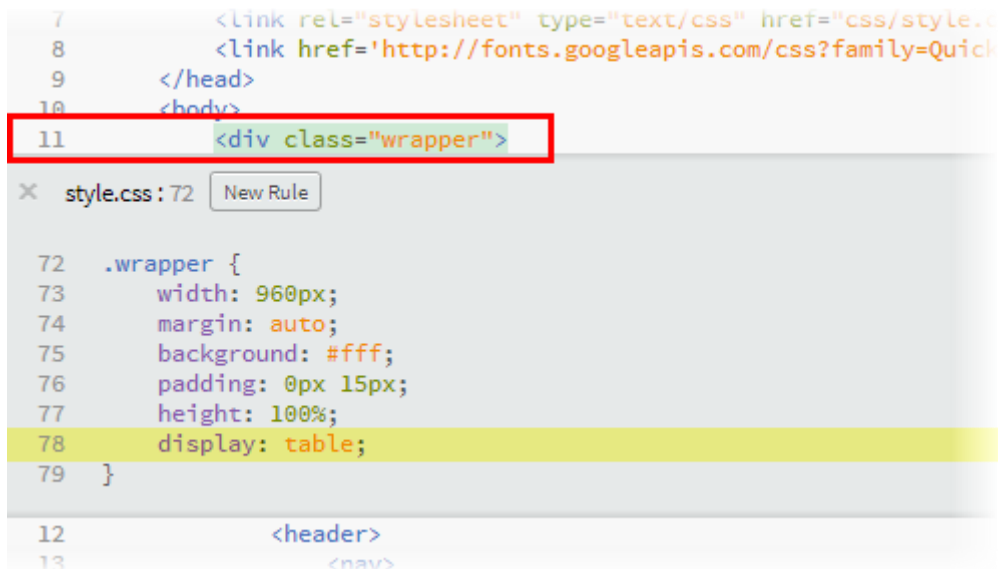 7 <link rel="stylesheet" type="text/css" href="css/style.
8 <link href='http://fonts.googleapis.com/css?family=Quick
9 </head>
10 <body>
11 <div class="wrapper">
× style.css : 72 New Rule
72 .wrapper {
73 width: 960px;
74 margin: auto;
75 background: #fff;
76 padding: 0px 15px;
77 height: 100%;
78 display: table;
79 }
12 <header>
13 <nav>